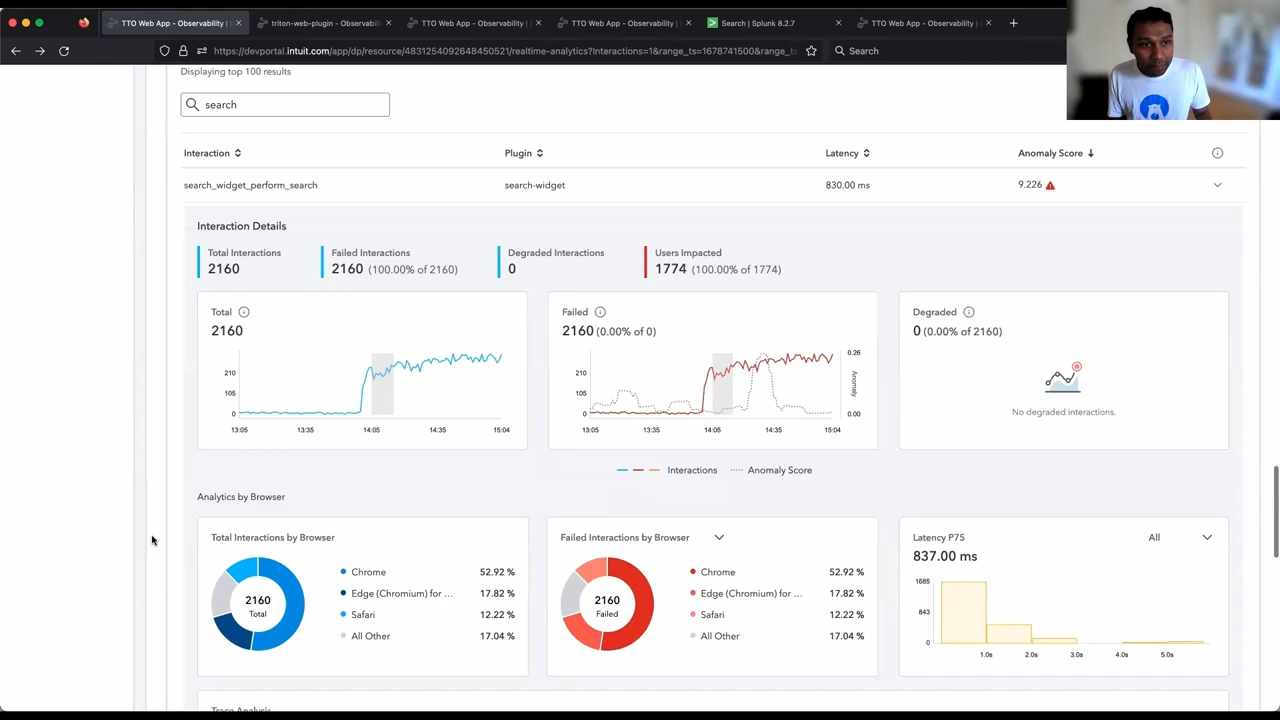 TTO Web App - Observability |
triton-web-plugin - Observabili
TTO Web App - Observability |
TTO Web App - Observability |
Search | Splunk 8.2.7
TTO Web App - Observability |
https://devportal.intuit.com/app/dp/resource/4831254092648450521/realtime-analytics?interactions=1&range_ts=1678741500&range_ts
Search
Displaying top 100 results
search
Interaction
Plugin
Latency
Anomaly Score
search_widget_perform_search
search-widget
830.00 ms
9.226
Interaction Details
Total Interactions
Failed Interactions
Degraded Interactions
Users Impacted
2160
2160 (100.00% of 2160)
0
1774 (100.00% of 1774)
Total
2160
210
105
0
13:05
13:35
14:05
14:35
15:04
Failed
2160 (0.00% of 0)
210
105
0
0.26
Anomaly
0.00
13:05
13:35
14:05
14:35
15:04
Degraded
0 (0.00% of 2160)
No degraded interactions.
Interactions
Anomaly Score
Analytics by Browser
Total Interactions by Browser
2160
Total
Chrome 52.92 %
Edge (Chromium) for ... 17.82 %
Safari 12.22 %
All Other 17.04 %
Failed Interactions by Browser
2160
Failed
Chrome 52.92 %
Edge (Chromium) for ... 17.82 %
Safari 12.22 %
All Other 17.04 %
Latency P75
All
837.00 ms
1685
843
0
1.0s
2.0s
3.0s
4.0s
5.0s
Trace Analysis